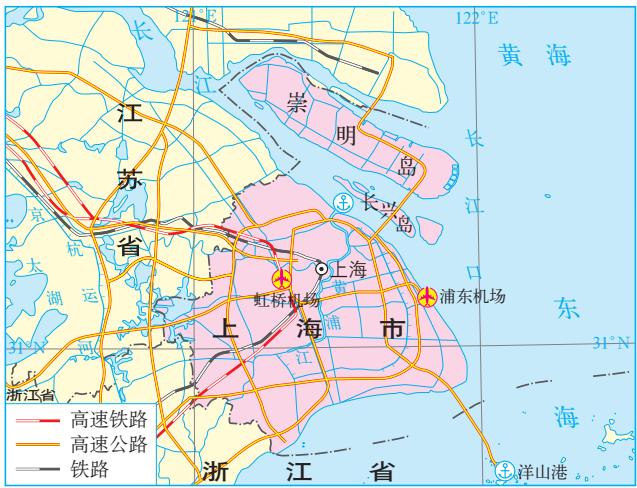 121°E
122°E
黄海
长
江
江
苏
省
崇
明
岛
长
江
口
长兴
岛
京
杭
运
河
太
湖
上海
黄
浦
江
虹桥机场
浦东机场
上海市
东
海
31°N
31°N
浙江省
高速铁路
高速公路
铁路
浙江省
洋山港